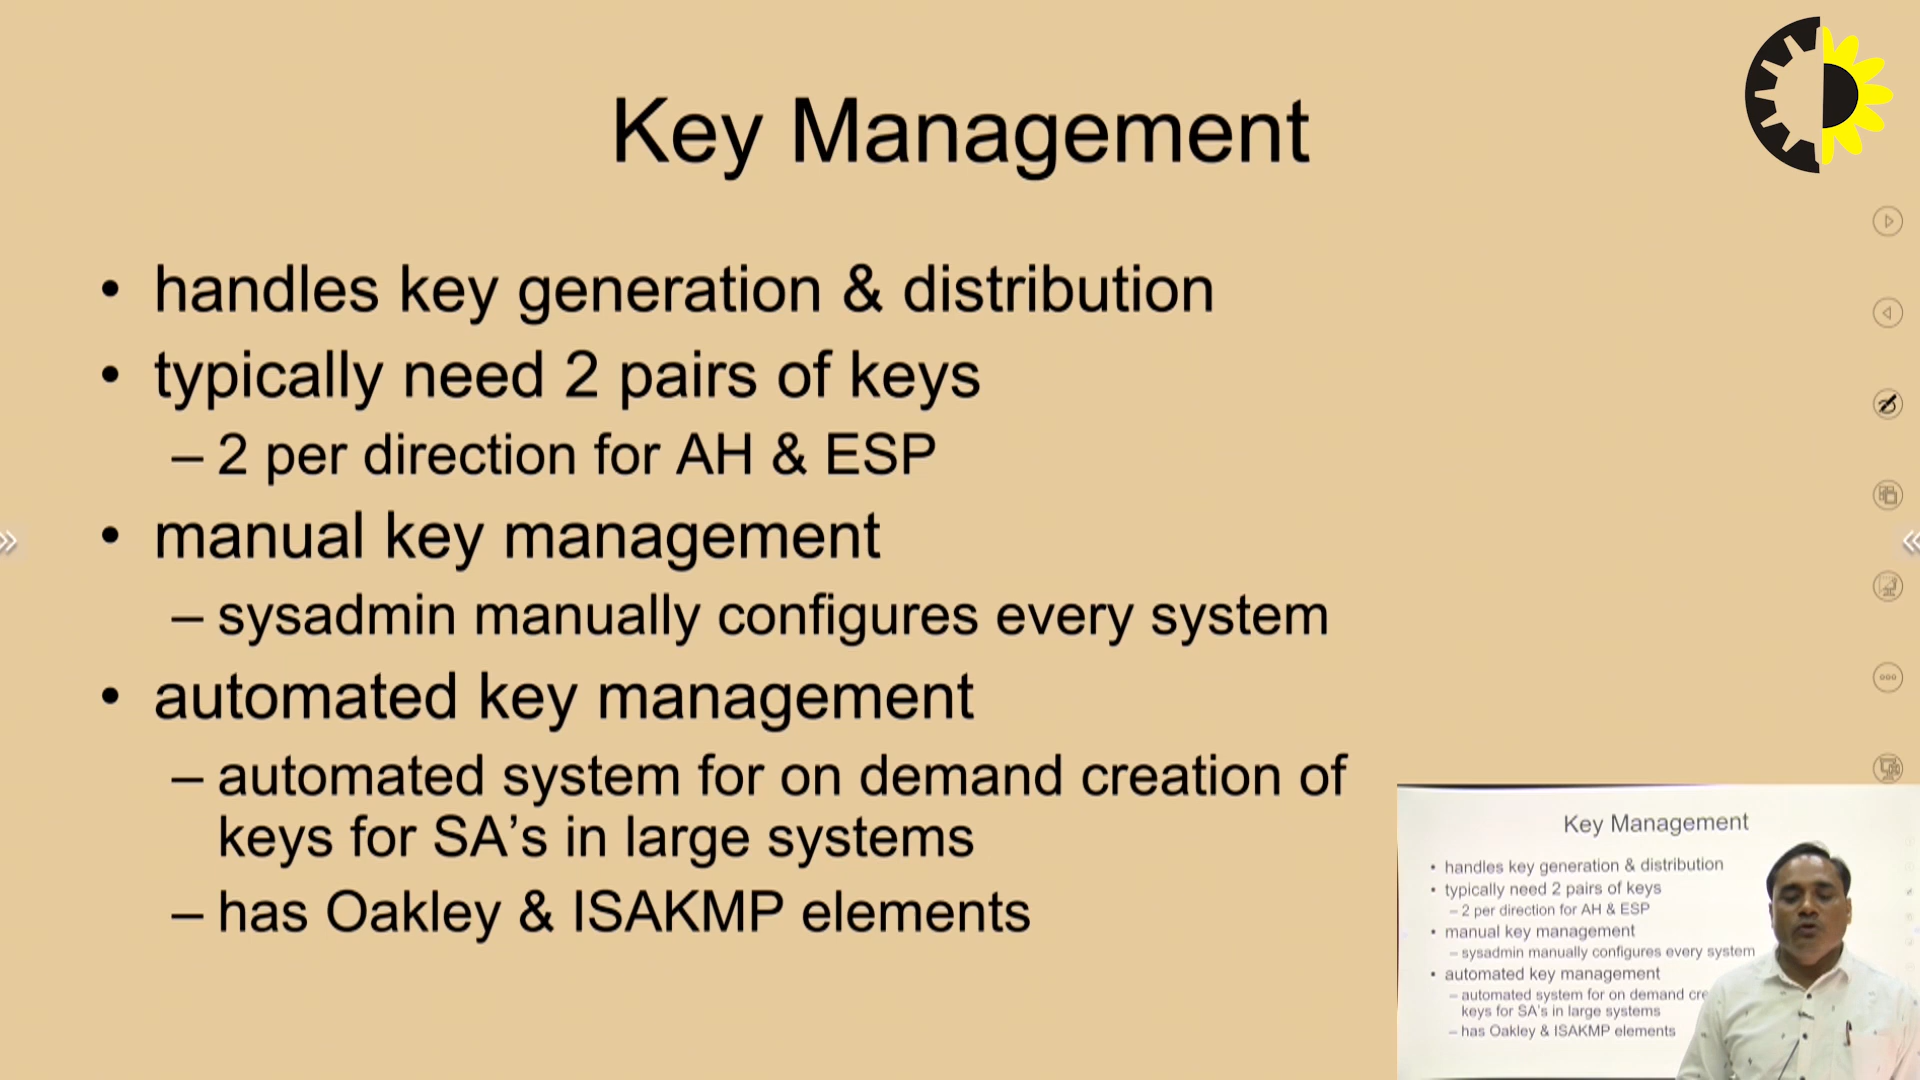 Key Management
• handles key generation & distribution
• typically need 2 pairs of keys
– 2 per direction for AH & ESP
• manual key management
– sysadmin manually configures every system
• automated key management
– automated system for on demand creation of
keys for SA’s in large systems
– has Oakley & ISAKMP elements
Key Management
• handles key generation & distribution
• typically need 2 pairs of keys
– 2 per direction for AH & ESP
• manual key management
– sysadmin manually configures every system
• automated key management
– automated system for on demand cre
keys for SA's in large systems
– has Oakley & ISAKMP elements